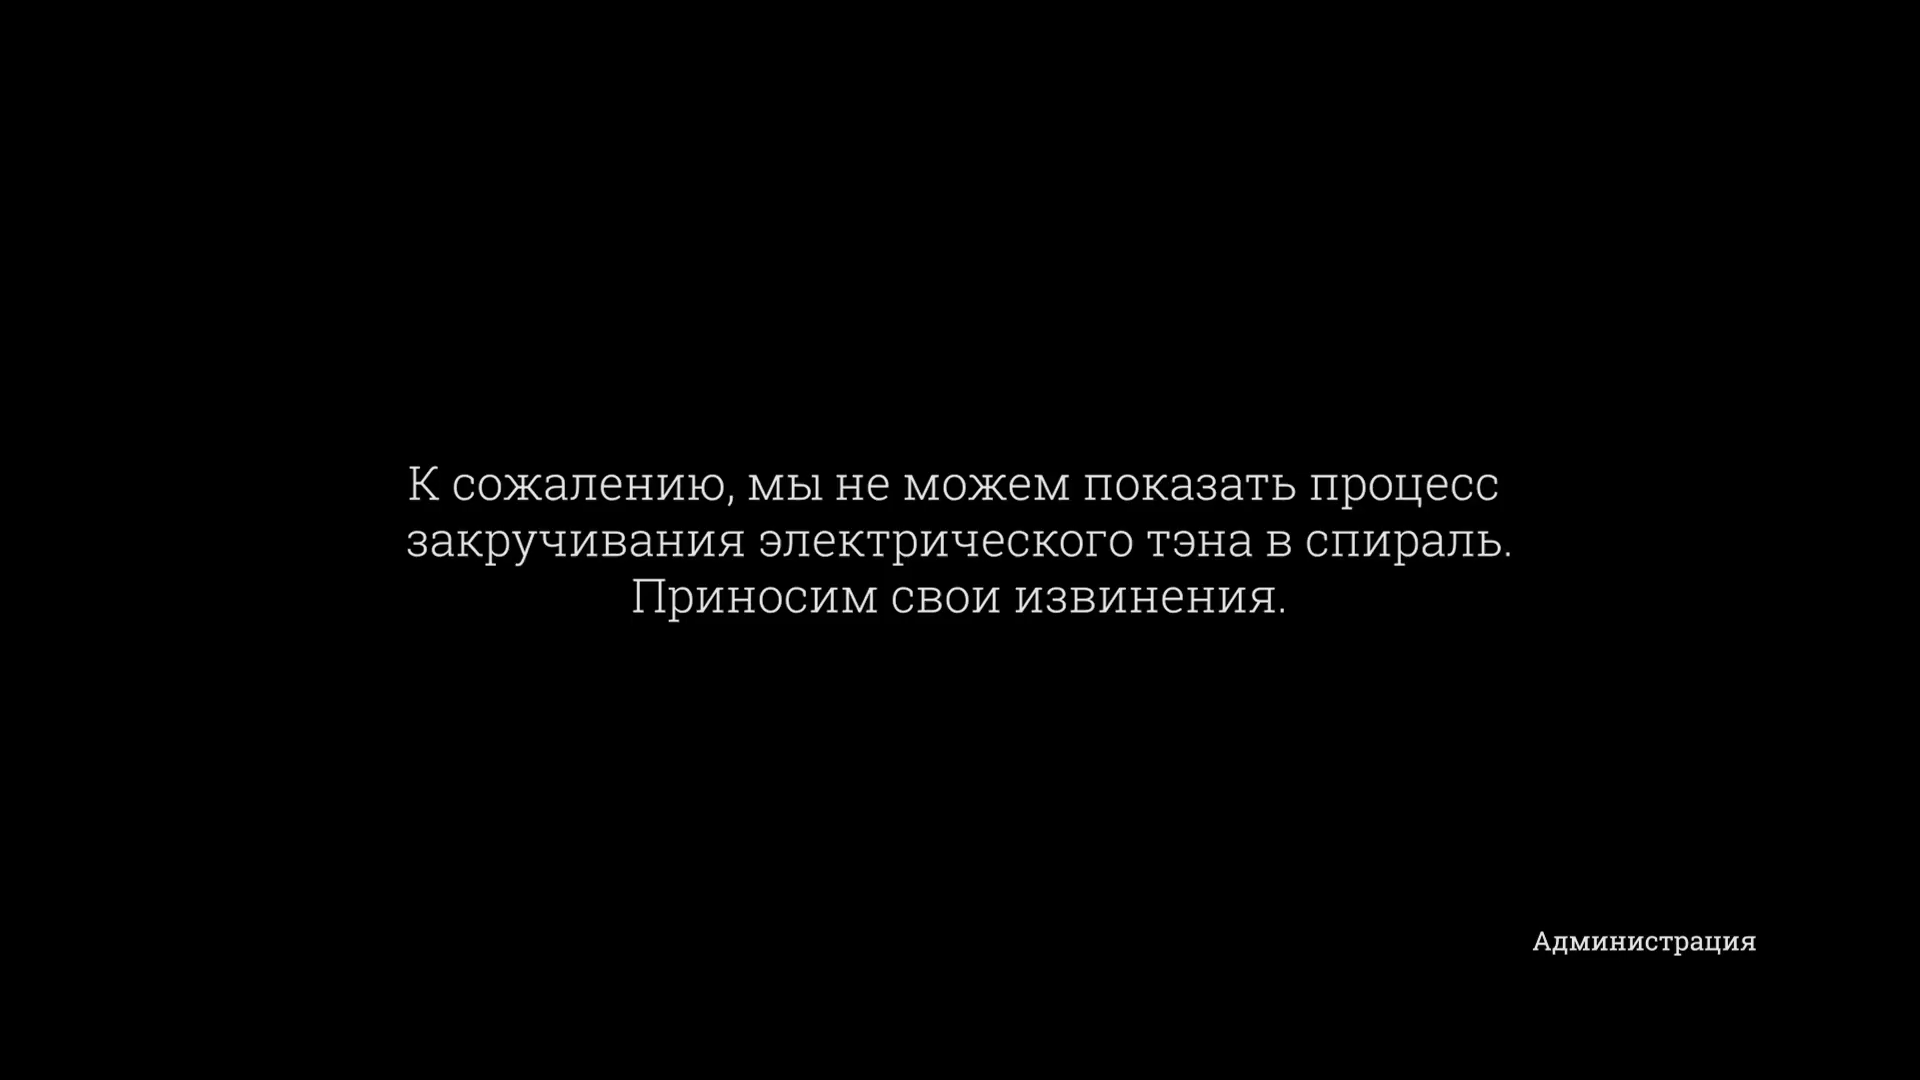 К сожалению, мы не можем показать процесс
закручивания электрического тэна в спираль.
Приносим свои извинения.
Администрация